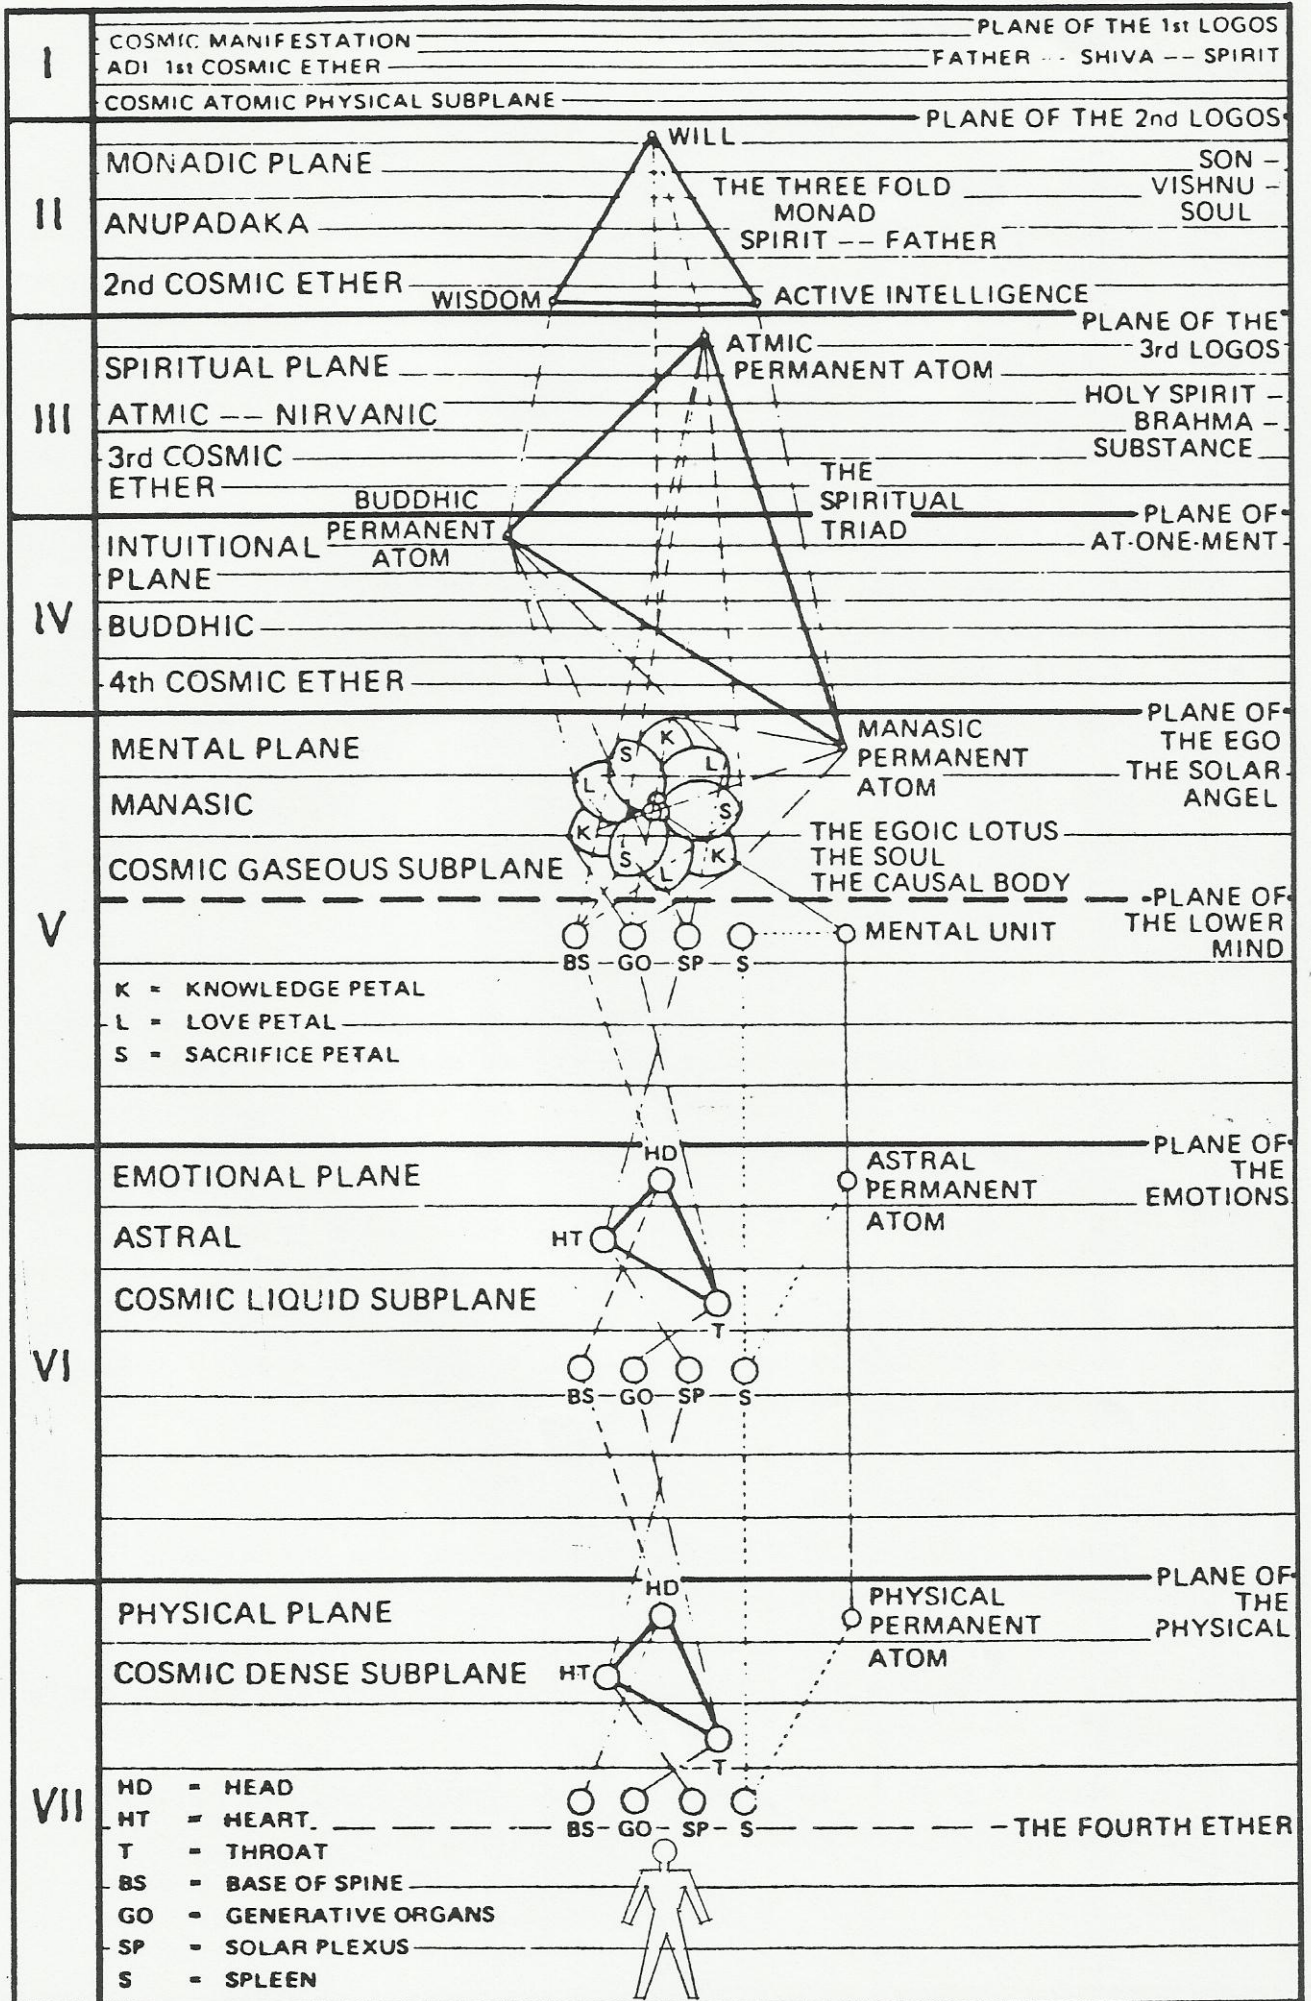 I
COSMIC MANIFESTATION
PLANE OF THE 1st LOGOS
ADI 1st COSMIC ETHER
FATHER -- SHIVA -- SPIRIT
COSMIC ATOMIC PHYSICAL SUBPLANE
PLANE OF THE 2nd LOGOS
II
WILL
MONADIC PLANE
SON -
THE THREE FOLD
VISHNU -
MONAD
SOUL
ANUPADAKA
SPIRIT -- FATHER
2nd COSMIC ETHER
WISDOM
ACTIVE INTELLIGENCE
PLANE OF THE
3rd LOGOS
III
ATMIC
PERMANENT ATOM
SPIRITUAL PLANE
HOLY SPIRIT -
BRAHMA -
SUBSTANCE
ATMIC -- NIRVANIC
3rd COSMIC
ETHER
THE
SPIRITUAL
TRIAD
BUDDHIC
PERMANENT
ATOM
PLANE OF
AT-ONE-MENT
IV
INTUITIONAL
PLANE
BUDDHIC
4th COSMIC ETHER
PLANE OF
THE EGO
THE SOLAR
ANGEL
V
MENTAL PLANE
MANASIC
PERMANENT
ATOM
K
S
L
L
MANASIC
S
K
THE EGOIC LOTUS
THE SOUL
THE CAUSAL BODY
COSMIC GASEOUS SUBPLANE
S
K
L
PLANE OF
THE LOWER
MIND
MENTAL UNIT
BS GO SP S
K = KNOWLEDGE PETAL
L = LOVE PETAL
S = SACRIFICE PETAL
PLANE OF
THE
EMOTIONS
VI
HD
EMOTIONAL PLANE
ASTRAL
PERMANENT
ATOM
ASTRAL
HT
COSMIC LIQUID SUBPLANE
T
BS GO SP S
PLANE OF
THE
PHYSICAL
VII
HD
PHYSICAL PLANE
PHYSICAL
PERMANENT
ATOM
COSMIC DENSE SUBPLANE
HT
T
HD = HEAD
HT = HEART
BS GO SP S
THE FOURTH ETHER
T = THROAT
BS = BASE OF SPINE
GO = GENERATIVE ORGANS
SP = SOLAR PLEXUS
S = SPLEEN